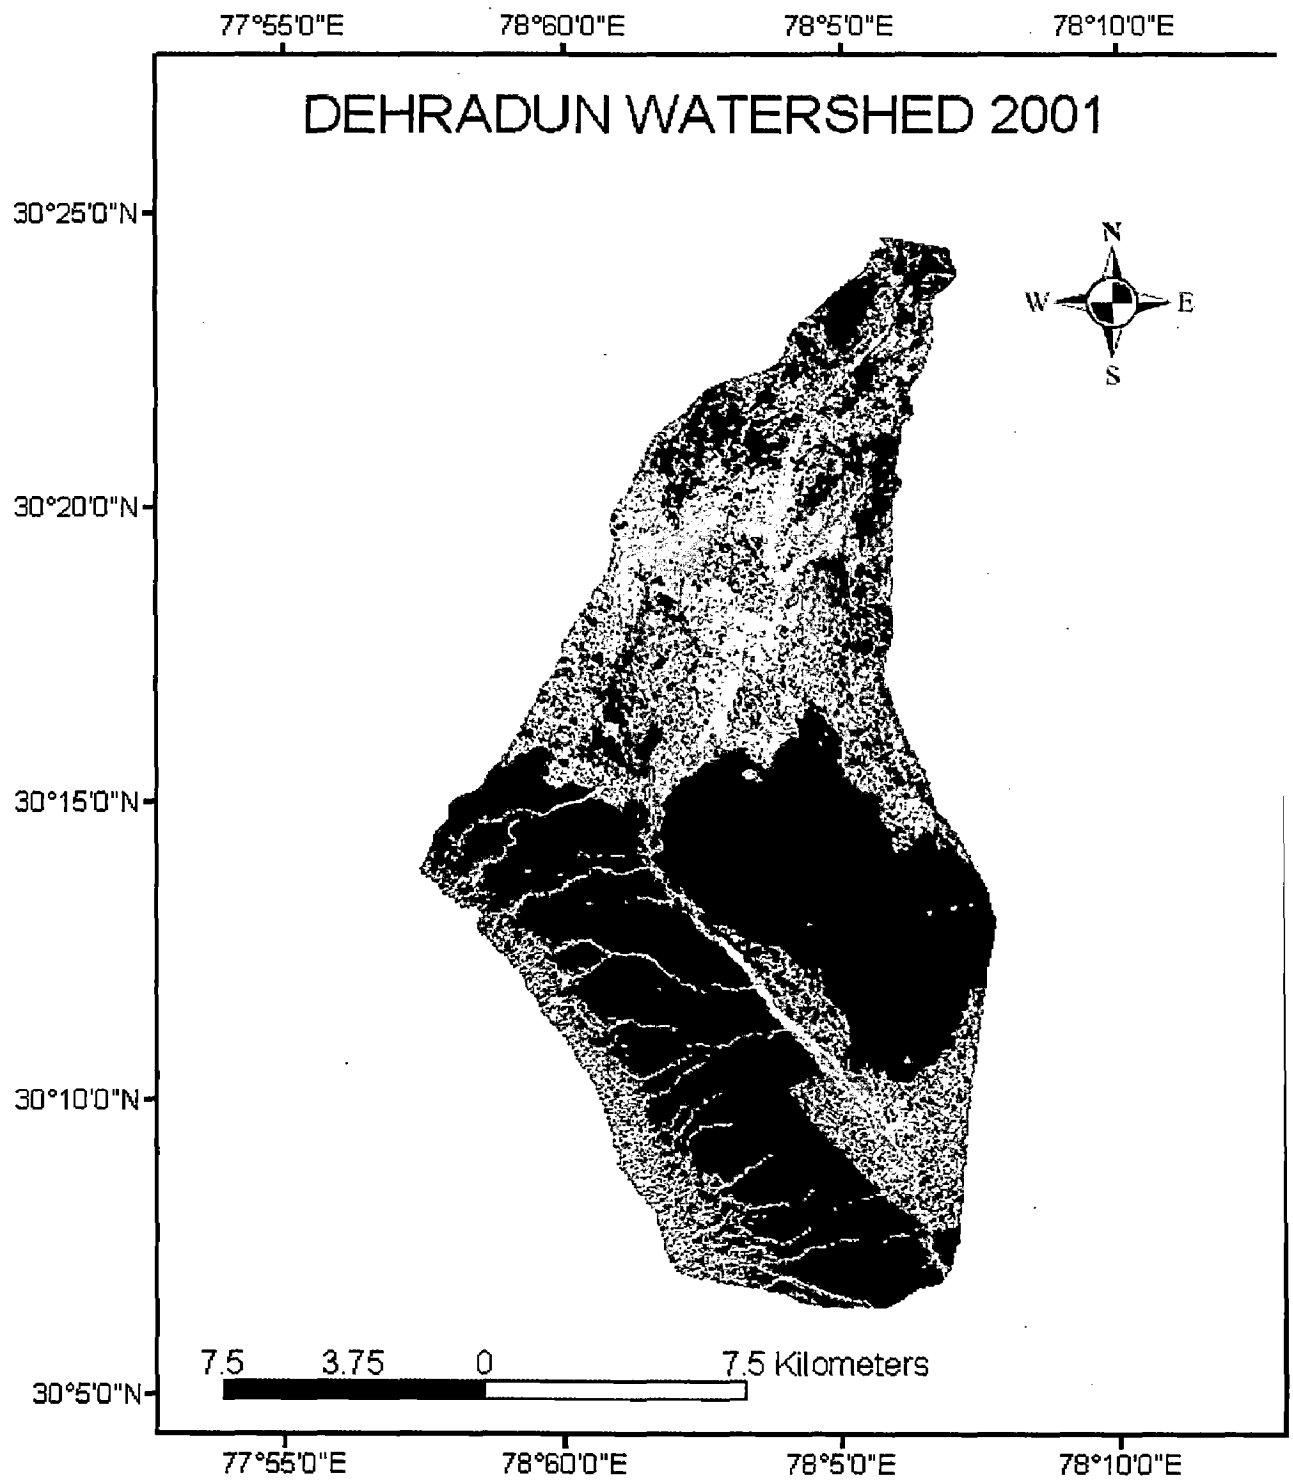 77°55'0"E 78°60'0"E 78°5'0"E 78°10'0"E
DEHRADUN WATERSHED 2001
30°25'0"N
N
W E
S
30°20'0"N
30°15'0"N
30°10'0"N
7.5 3.75 0 7.5 Kilometers
30°5'0"N
77°55'0"E 78°60'0"E 78°5'0"E 78°10'0"E